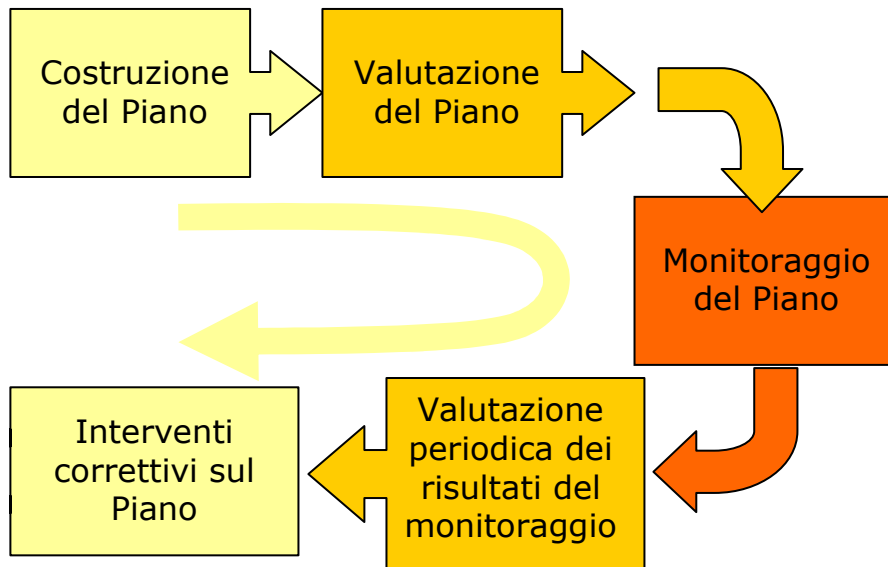 Costruzione
del Piano
Valutazione
del Piano
Monitoraggio
del Piano
Valutazione
periodica dei
risultati del
monitoraggio
Interventi
correttivi sul
Piano